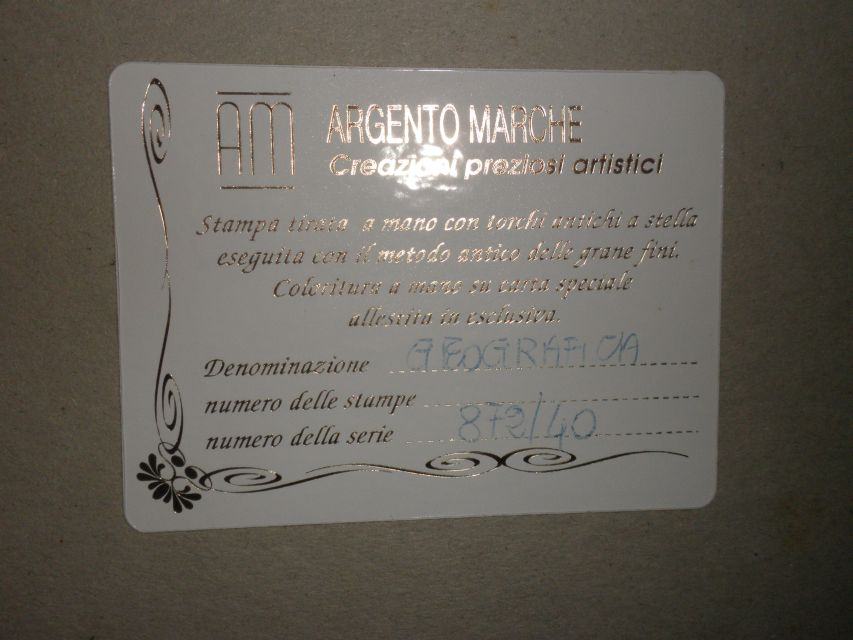 AM ARGENTO MARCHE
Creazioni preziosi artistici
Stampa tirata a mano con torchi antichi a stella
eseguita con il metodo antico delle grane fini.
Coloritura a mano su carta speciale
allestita in esclusiva.
Denominazione GEOGRAFICA
numero delle stampe
numero della serie 872/40